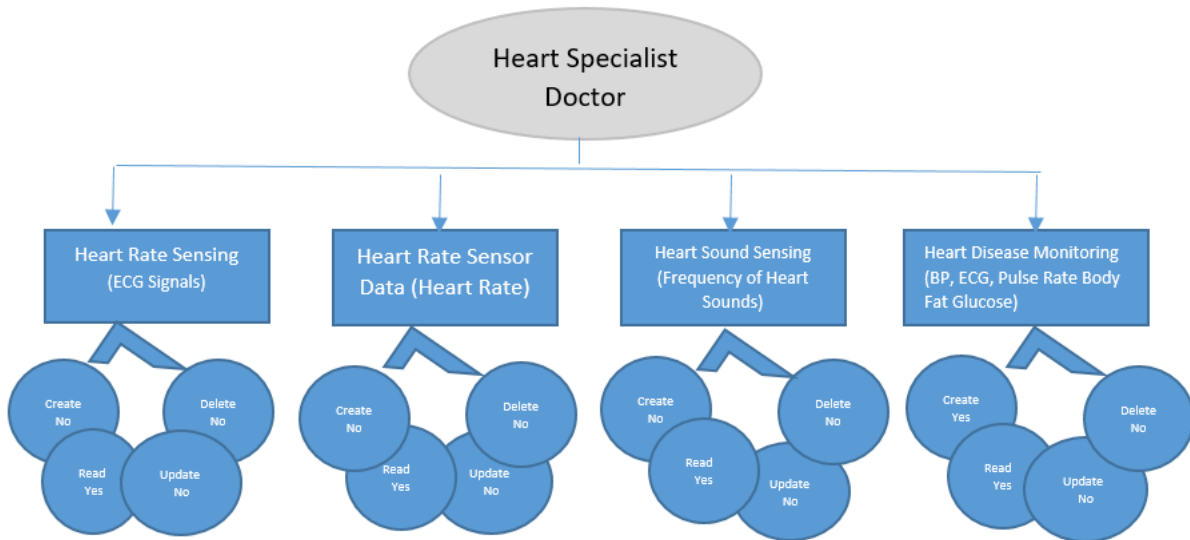 Heart Specialist
Doctor
Heart Rate Sensing
(ECG Signals)
Heart Rate Sensor
Data (Heart Rate)
Heart Sound Sensing
(Frequency of Heart
Sounds)
Heart Disease Monitoring
(BP, ECG, Pulse Rate Body
Fat Glucose)
Create
No
Read
Yes
Update
No
Delete
No
Create
No
Read
Yes
Update
No
Delete
No
Create
No
Read
Yes
Update
No
Delete
No
Create
Yes
Read
Yes
Update
No
Delete
No